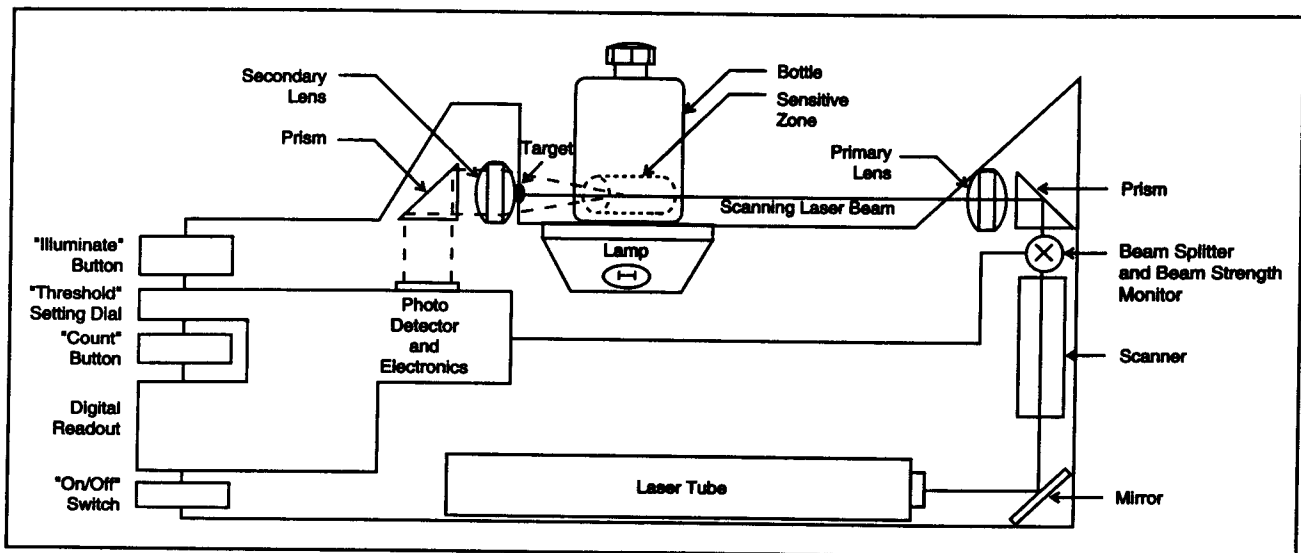 Secondary
Lens
Prism
Target
Bottle
Sensitive
Zone
Primary
Lens
Prism
Scanning Laser Beam
"Illuminate"
Button
Lamp
Beam Splitter
and Beam Strength
Monitor
"Threshold"
Setting Dial
Photo
Detector
and
Electronics
"Count"
Button
Scanner
Digital
Readout
"On/Off"
Switch
Laser Tube
Mirror